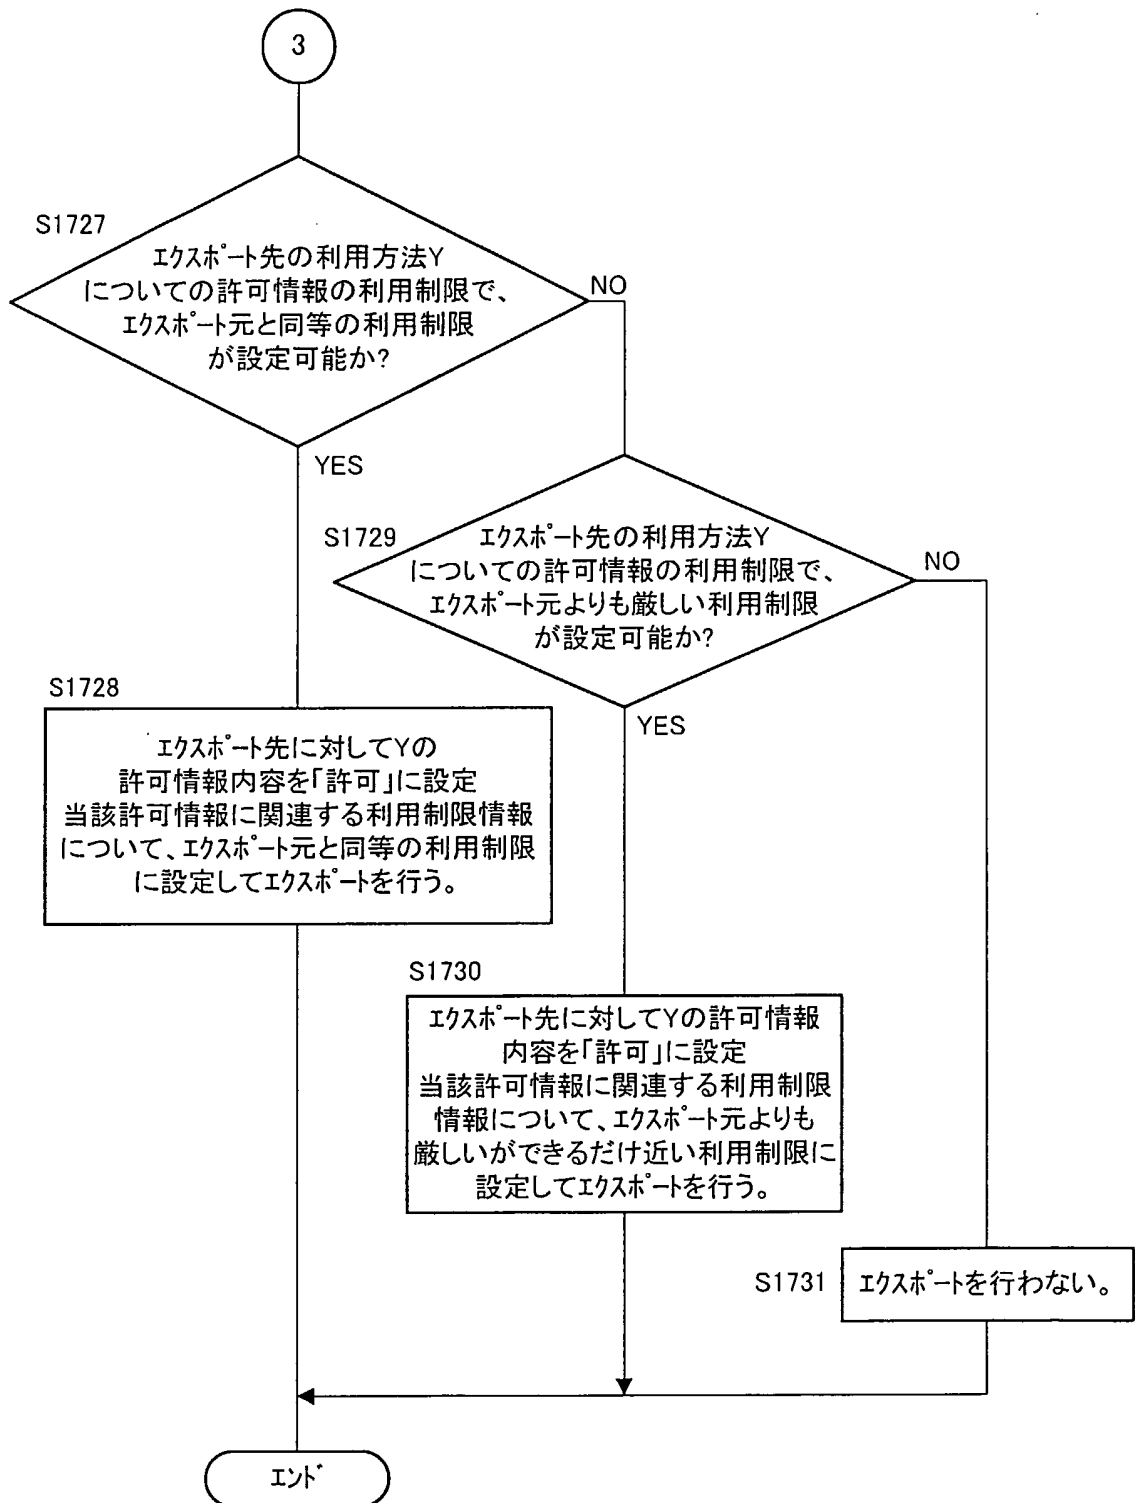 3
S1727
エクスポート先の利用方法Y
についての許可情報の利用制限で、
エクスポート元と同等の利用制限
が設定可能か?
NO
YES
S1729
エクスポート先の利用方法Y
についての許可情報の利用制限で、
エクスポート元よりも厳しい利用制限
が設定可能か?
NO
YES
S1728
エクスポート先に対してYの
許可情報内容を「許可」に設定
当該許可情報に関連する利用制限情報
について、エクスポート元と同等の利用制限
に設定してエクスポートを行う。
S1730
エクスポート先に対してYの許可情報
内容を「許可」に設定
当該許可情報に関連する利用制限
情報について、エクスポート元よりも
厳しいができるだけ近い利用制限に
設定してエクスポートを行う。
S1731
エクスポートを行わない。
エンド